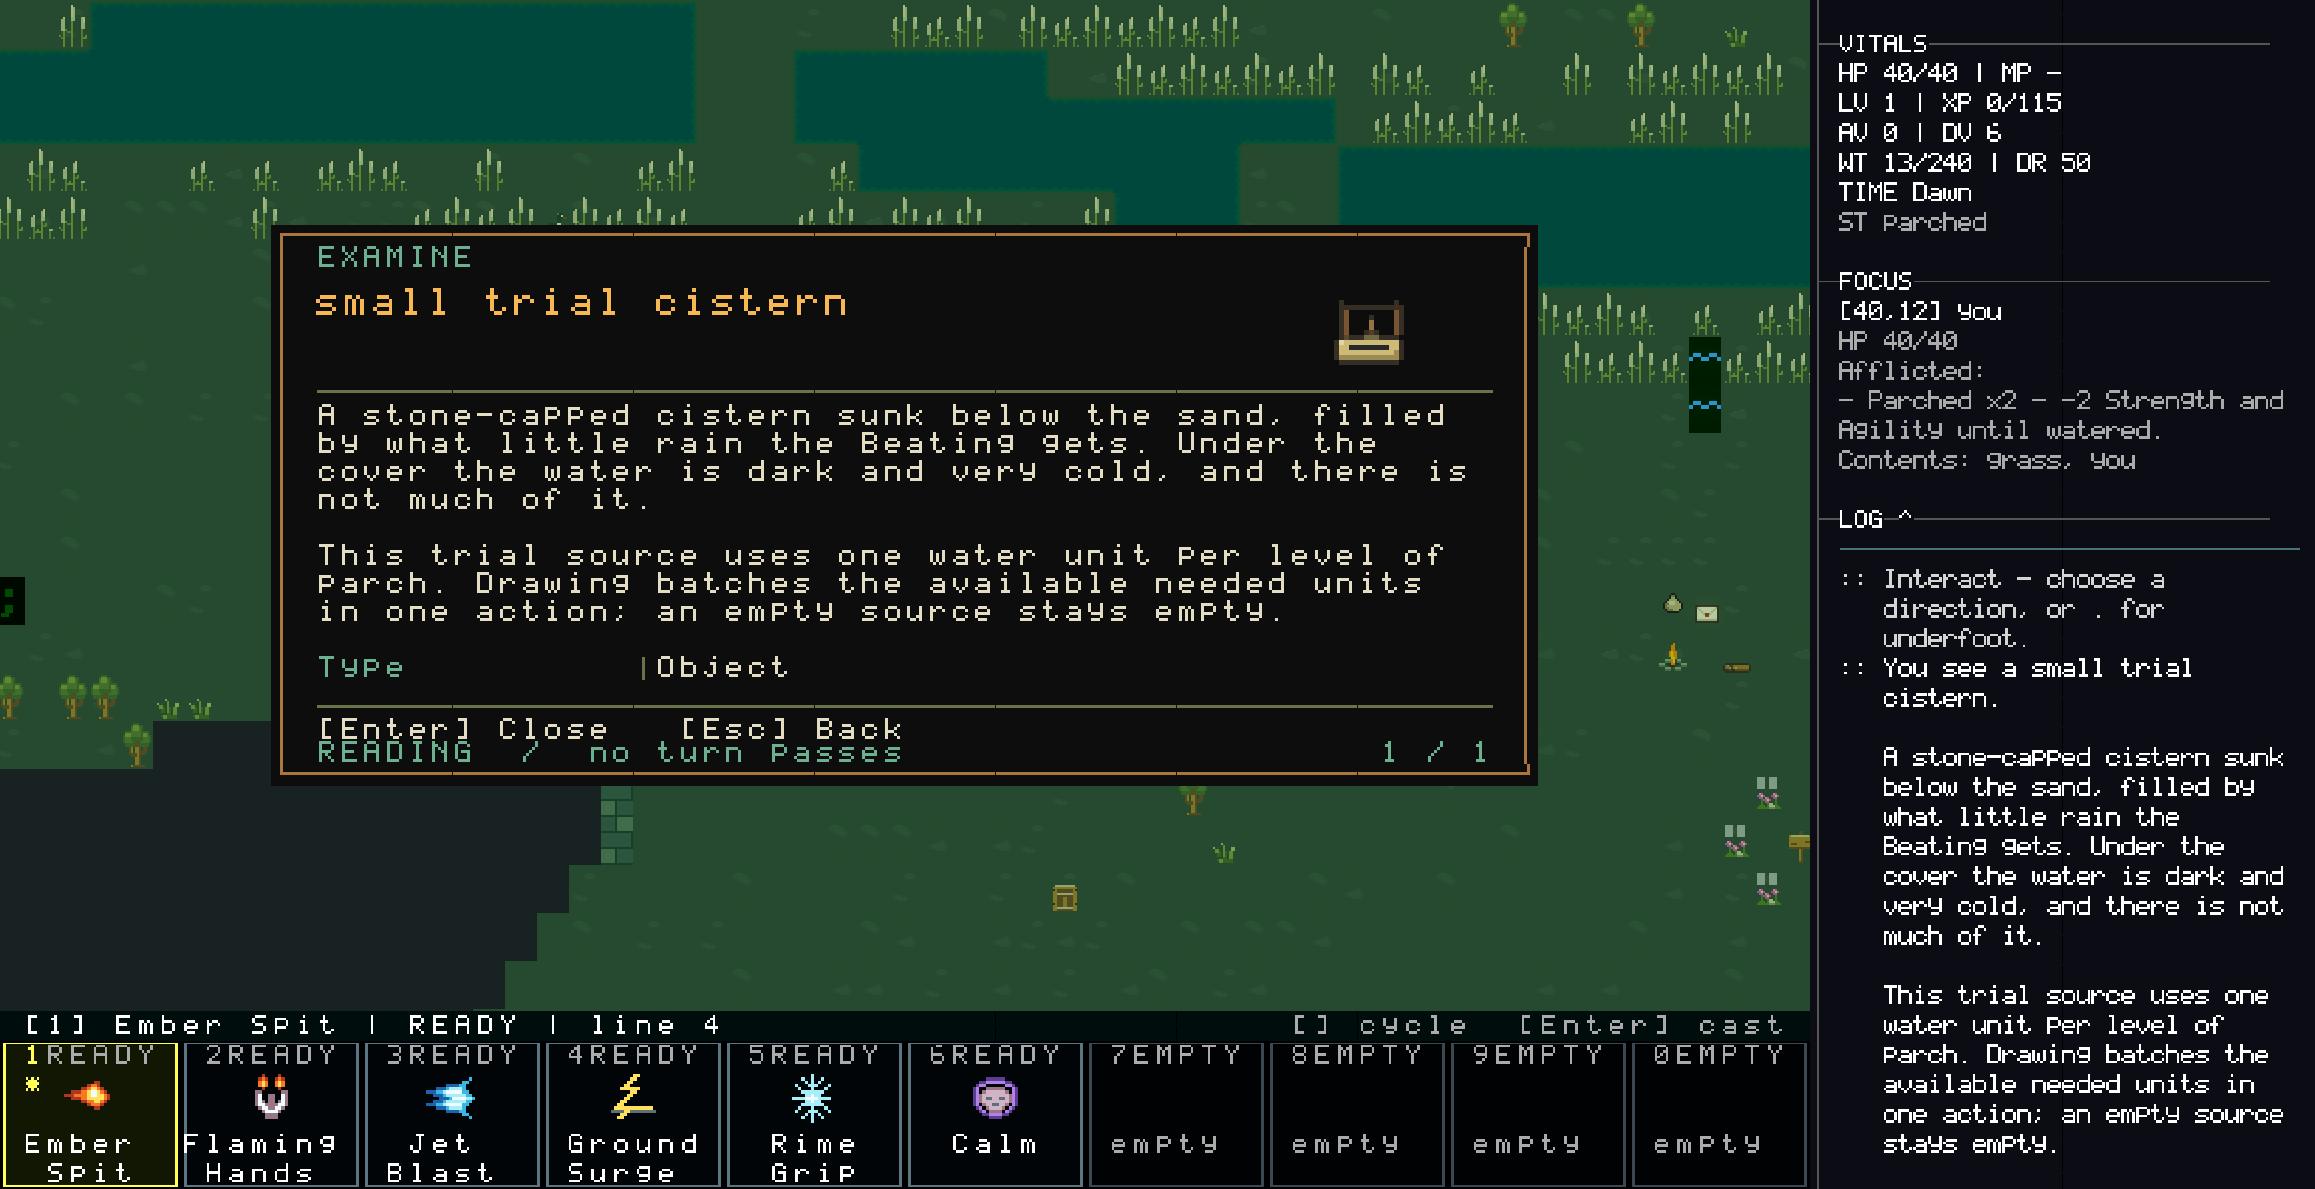 EXAMINE
small trial cistern
A stone-capped cistern sunk below the sand, filled
by what little rain the Beating gets. Under the
cover the water is dark and very cold, and there is
not much of it.
This trial source uses one water unit per level of
parch. Drawing batches the available needed units
in one action; an empty source stays empty.
Type | Object
[Enter] Close [Esc] Back
READING / no turn passes 1 / 1
VITALS
HP 40/40 | MP -
LV 1 | XP 0/115
AV 0 | DV 6
WT 13/240 | DR 50
TIME Dawn
ST Parched
FOCUS
[40,12] you
HP 40/40
Afflicted:
- Parched x2 - -2 Strength and
Agility until watered.
Contents: grass, you
LOG ^
:: Interact - choose a
direction, or . for
underfoot.
:: You see a small trial
cistern.
A stone-capped cistern sunk
below the sand, filled by
what little rain the
Beating gets. Under the
cover the water is dark and
very cold, and there is not
much of it.
This trial source uses one
water unit per level of
parch. Drawing batches the
available needed units in
one action; an empty source
stays empty.
[1] Ember Spit | READY | line 4 [] cycle [Enter] cast
1READY 2READY 3READY 4READY 5READY 6READY 7EMPTY 8EMPTY 9EMPTY 0EMPTY
Ember Flaming Jet Ground Rime Calm empty empty empty empty
Spit Hands Blast Surge Grip